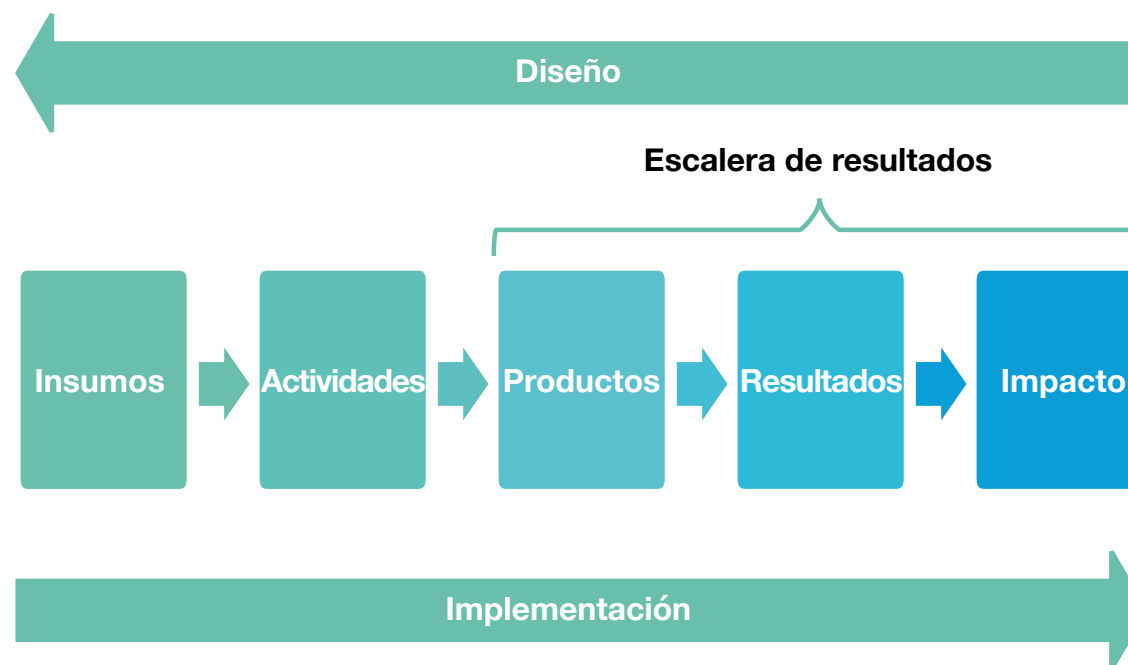 Diseño
Escalera de resultados
Insumos
Actividades
Productos
Resultados
Impacto
Implementación